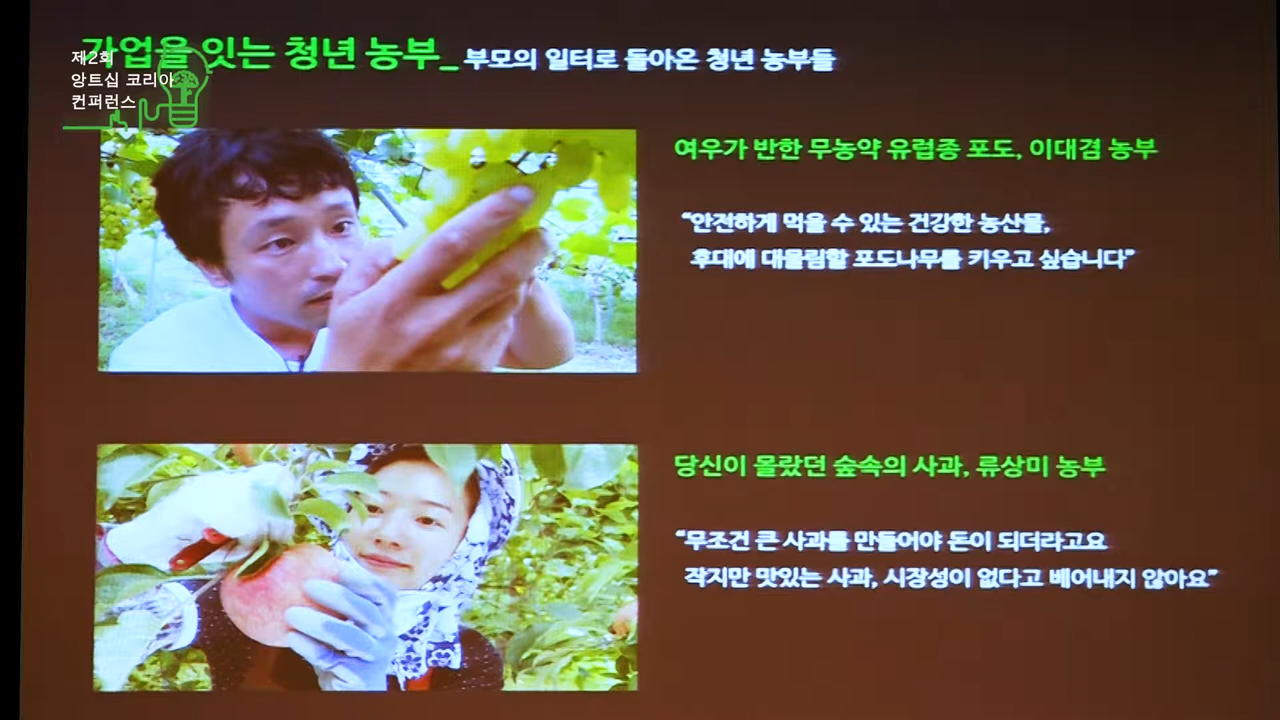 가업을 잇는 청년 농부_ 부모의 일터로 돌아온 청년 농부들
제2회
앙트십 코리아
컨퍼런스
여우가 반한 무농약 유럽종 포도, 이대겸 농부
“안전하게 먹을 수 있는 건강한 농산물,
후대에 대물림할 포도나무를 키우고 싶습니다”
당신이 몰랐던 숲속의 사과, 류상미 농부
“무조건 큰 사과를 만들어야 돈이 되더라고요
작지만 맛있는 사과, 시장성이 없다고 베어내지 않아요”